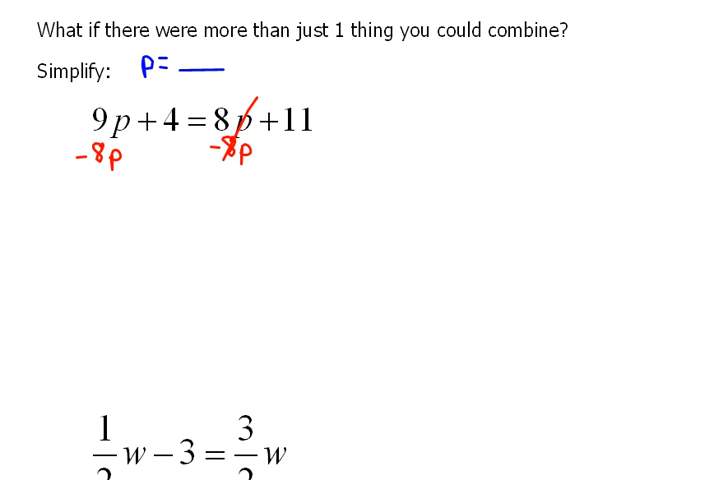 What if there were more than just 1 thing you could combine?
Simplify: p = ___
9p + 4 = 8p + 11
-8p -8p
1/2 w - 3 = 3/2 w